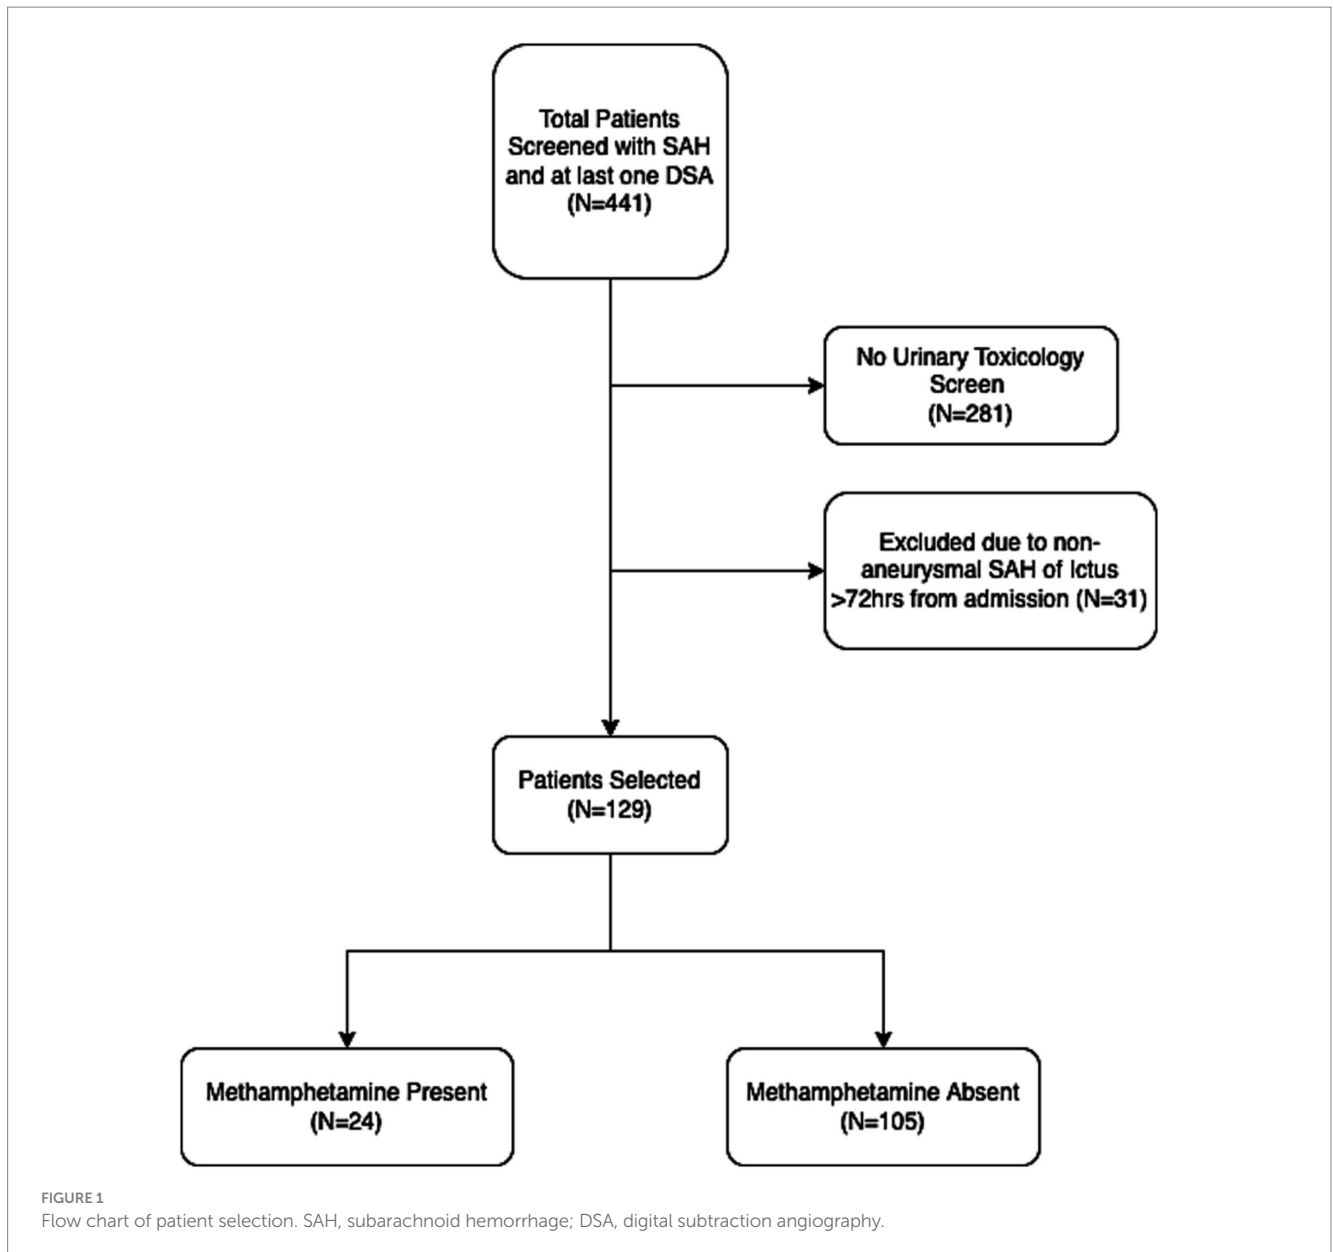 Total Patients
Screened with SAH
and at last one DSA
(N=441)
No Urinary Toxicology
Screen
(N=281)
Excluded due to non-
aneurysmal SAH of Ictus
>72hrs from admission (N=31)
Patients Selected
(N=129)
Methamphetamine Present
(N=24)
Methamphetamine Absent
(N=105)
FIGURE 1
Flow chart of patient selection. SAH, subarachnoid hemorrhage; DSA, digital subtraction angiography.